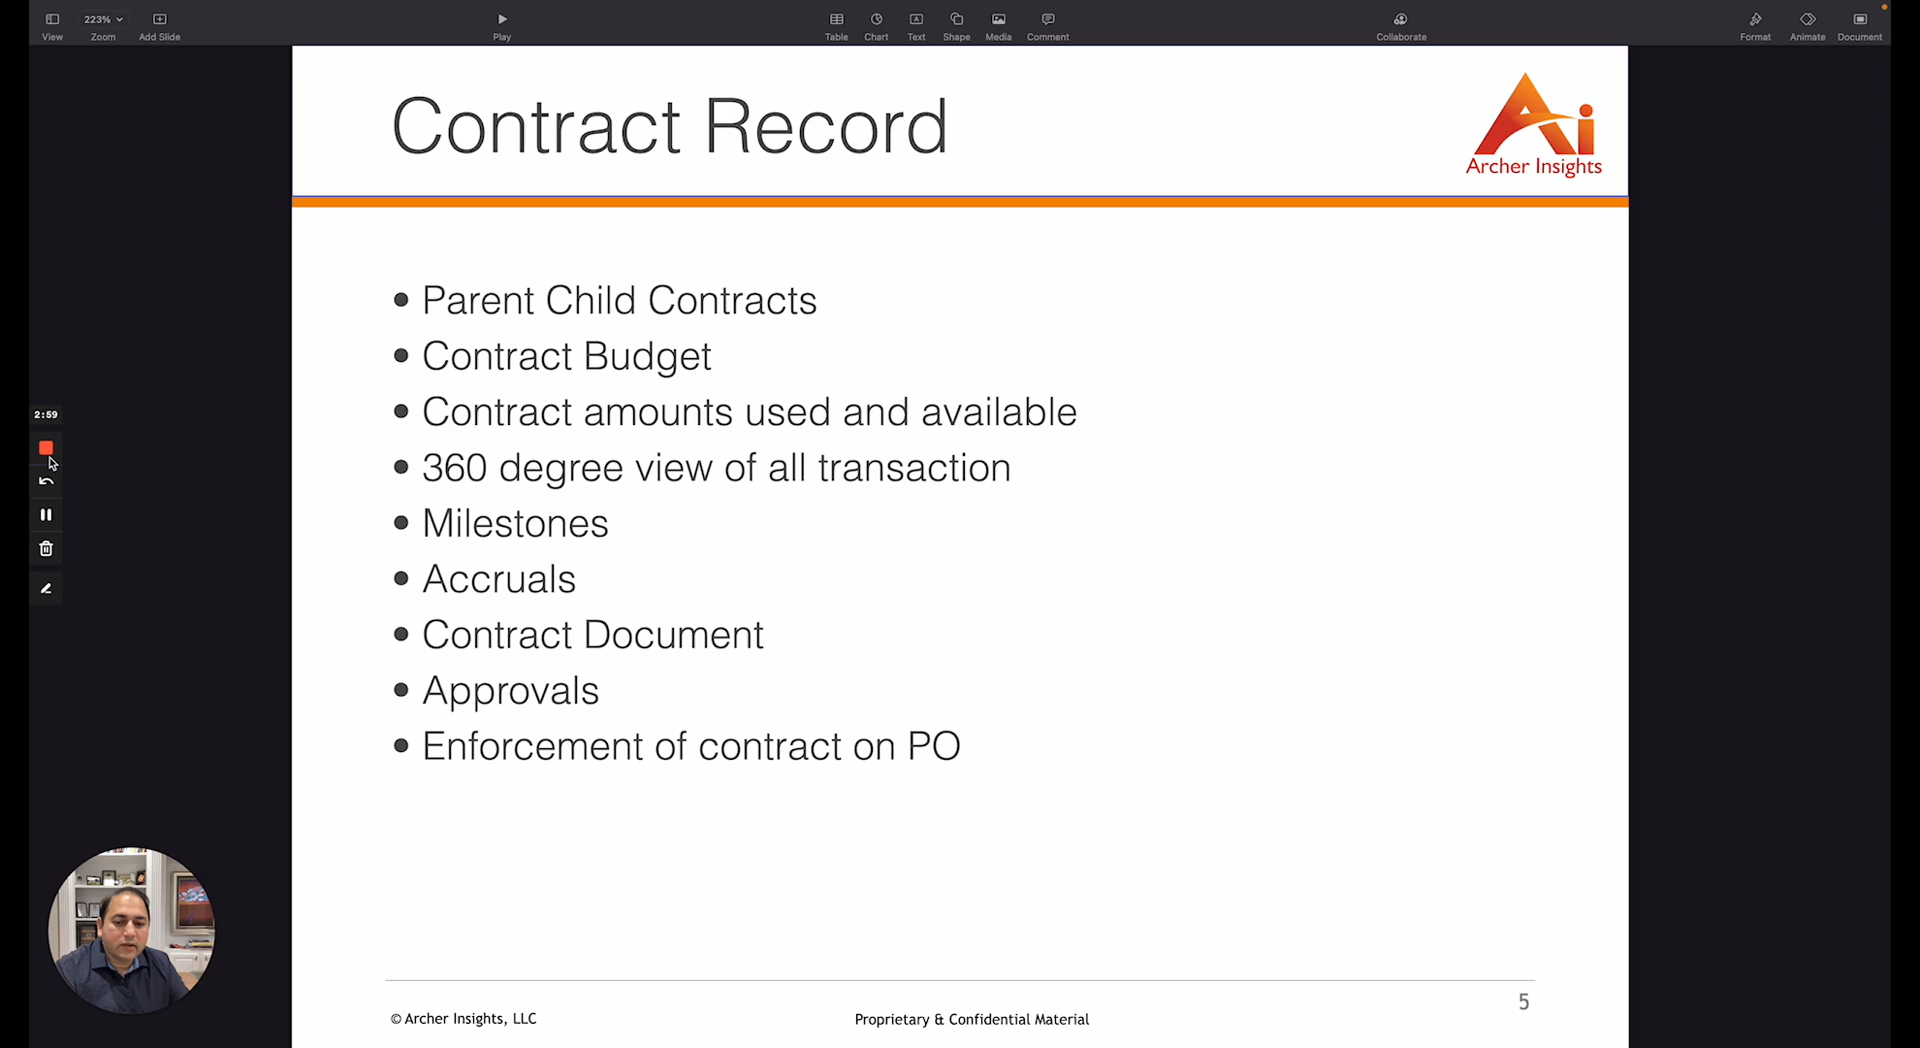 223%
View
Zoom
Add Slide
Play
Table
Chart
Text
Shape
Media
Comment
Collaborate
Format
Animate
Document
Contract Record
Ai
Archer Insights
• Parent Child Contracts
• Contract Budget
• Contract amounts used and available
• 360 degree view of all transaction
• Milestones
• Accruals
• Contract Document
• Approvals
• Enforcement of contract on PO
2:59
5
© Archer Insights, LLC
Proprietary & Confidential Material